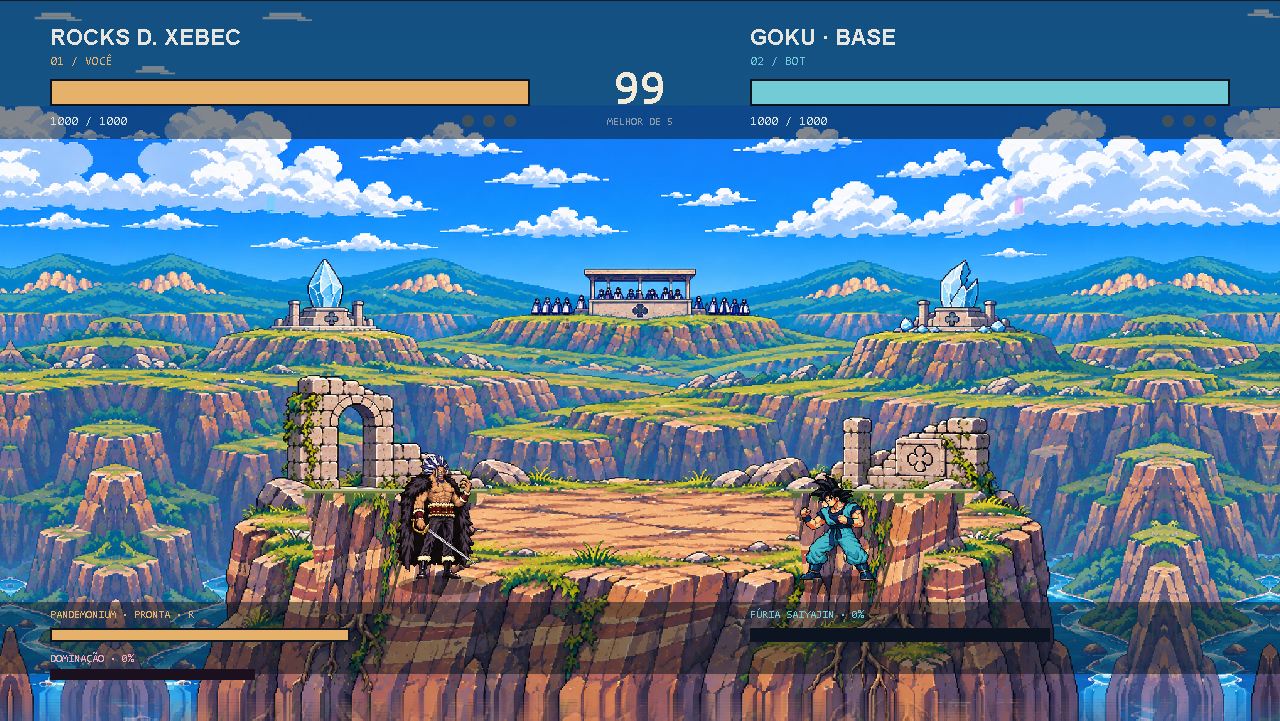 ROCKS D. XEBEC
01 / VOCÊ
1000 / 1000
99
MELHOR DE 5
GOKU · BASE
02 / BOT
1000 / 1000
PANDEMONIUM · PRONTA · R
DOMINAÇÃO · 0%
FÚRIA SAIYAJIN · 0%